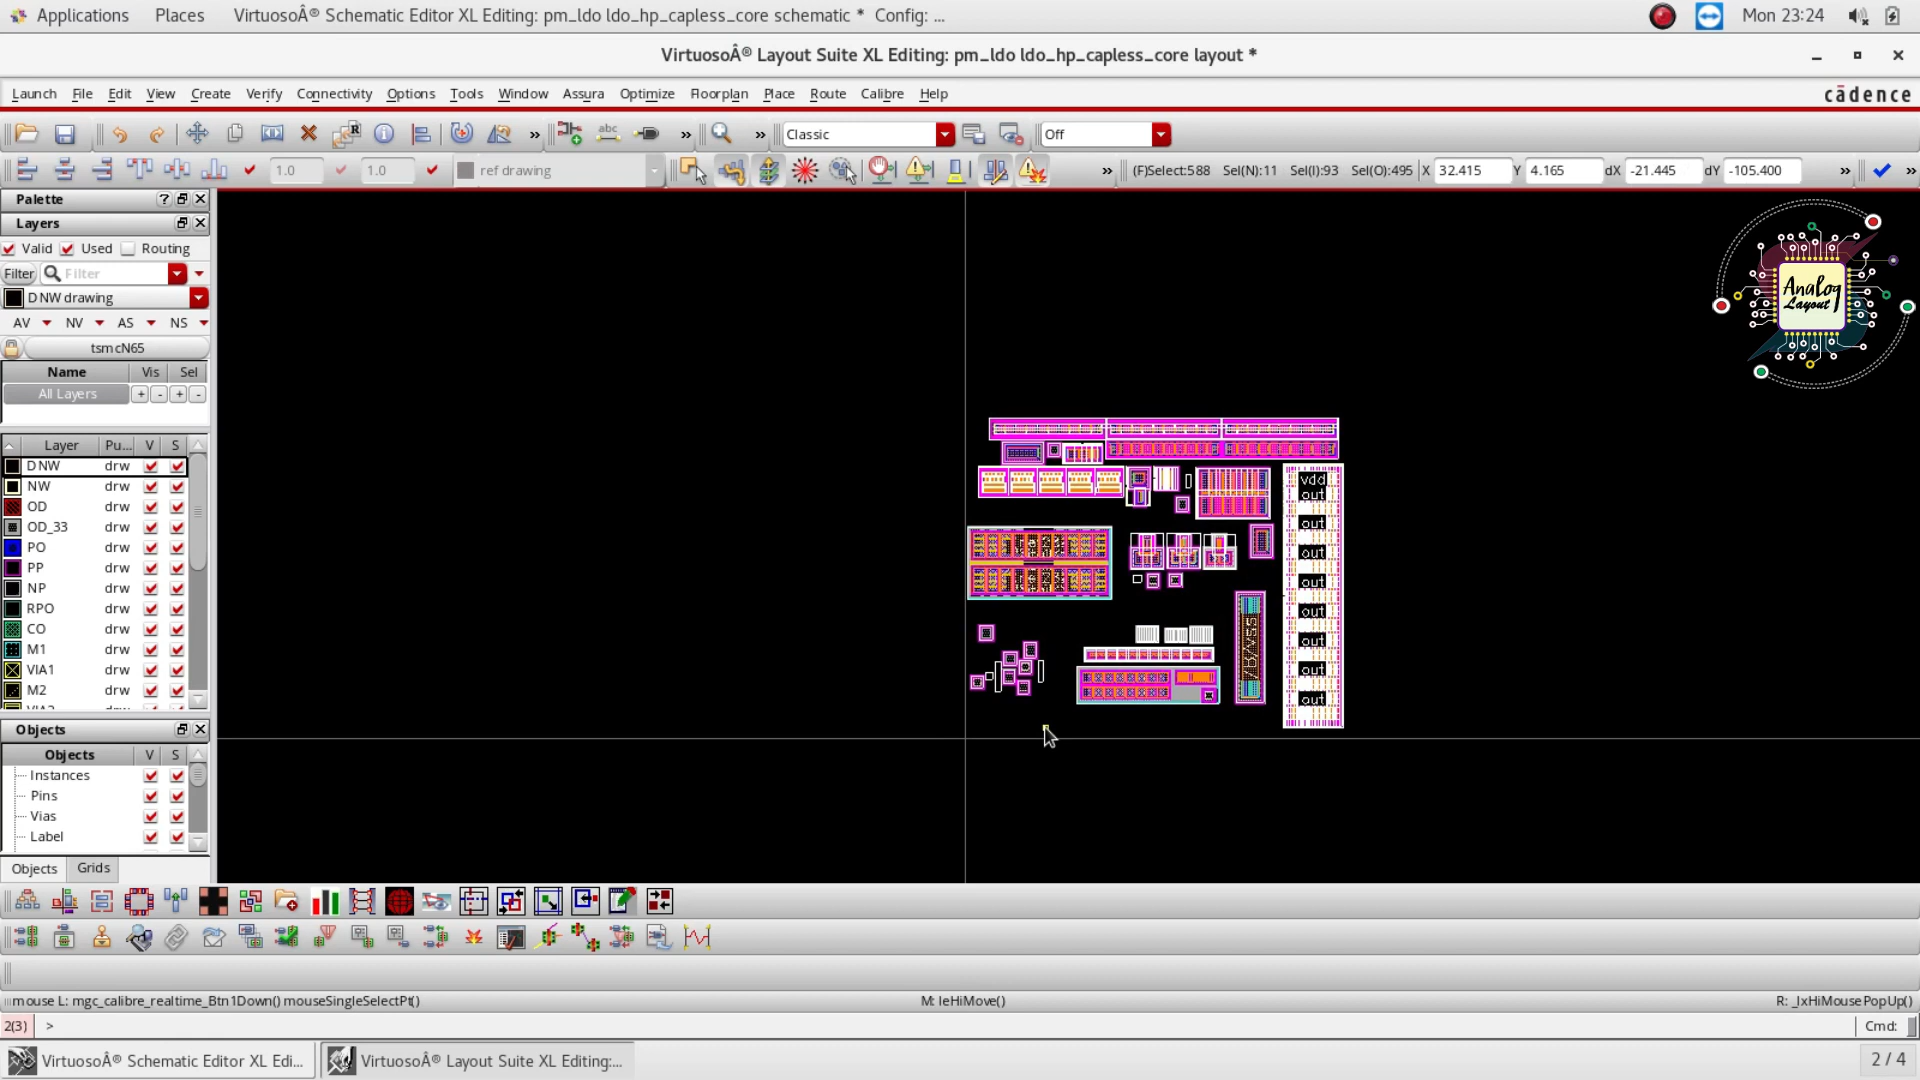 Applications Places VirtuosoÂ® Schematic Editor XL Editing: pm_ldo ldo_hp_capless_core schematic * Config: ... Mon 23:24
VirtuosoÂ® Layout Suite XL Editing: pm_ldo ldo_hp_capless_core layout *
Launch File Edit View Create Verify Connectivity Options Tools Window Assura Optimize Floorplan Place Route Calibre Help cādence
R abc » » » Classic Off
1.0 1.0 ref drawing » (F)Select:588 Sel(N):11 Sel(I):93 Sel(O):495 X 32.415 Y 4.165 dX -21.445 dY -105.400 » »
Palette
Layers
Valid Used Routing
Filter Filter
DNW drawing
AV NV AS NS
tsmcN65
Name Vis Sel
All Layers + - + -
Layer Pu... V S
DNW drw
NW drw
OD drw
OD_33 drw
PO drw
PP drw
NP drw
RPO drw
CO drw
M1 drw
VIA1 drw
M2 drw
Objects
Objects V S
Instances
Pins
Vias
Label
Objects Grids
Analog
Layout
vdd
out
out
out
out
out
out
out
out
mouse L: mgc_calibre_realtime_Btn1Down() mouseSingleSelectPt() M: leHiMove() R: _lxHiMousePopUp()
2(3) > Cmd:
VirtuosoÂ® Schematic Editor XL Edi... VirtuosoÂ® Layout Suite XL Editing:... 2 / 4